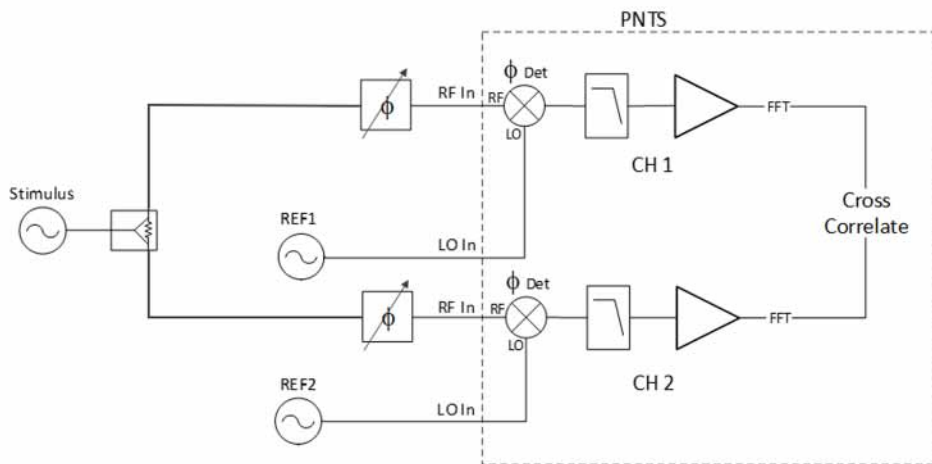 PNTS
ϕ Det
ϕ
RF In
RF
LO
FFT
CH 1
Stimulus
REF1
LO In
Cross
Correlate
ϕ Det
ϕ
RF In
RF
LO
FFT
CH 2
REF2
LO In